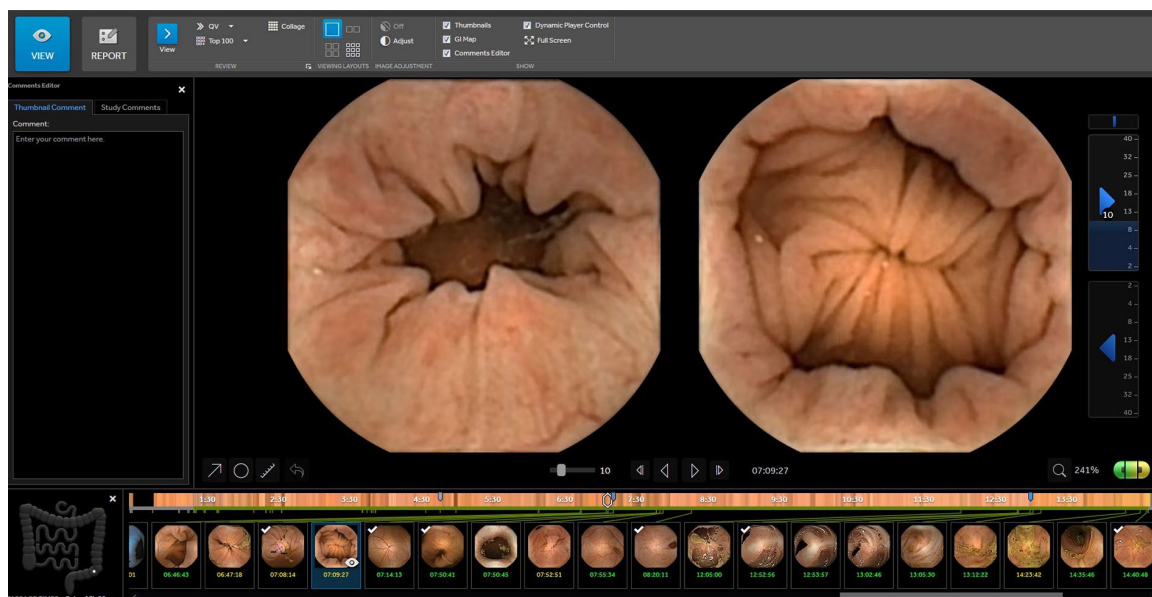 VIEW
REPORT
View
QV
Top 100
Collage
REVIEW
VIEWING LAYOUTS
Off
Adjust
IMAGE ADJUSTMENT
Thumbnails
GI Map
Comments Editor
Dynamic Player Control
Full Screen
SHOW
Comments Editor
Thumbnail Comment Study Comments
Comment:
Enter your comment here.
40
32
25
18
10 13
8
4
2
2
4
8
13
18
25
32
40
10 07:09:27 241%
1:30 2:30 3:30 4:30 5:30 6:30 7:30 8:30 9:30 10:30 11:30 12:30 13:30
01 06:46:43 06:47:18 07:08:14 07:09:27 07:14:13 07:50:41 07:50:45 07:52:51 07:55:34 08:20:11 12:05:00 12:52:56 12:53:57 13:02:46 13:05:30 13:12:22 14:23:42 14:35:46 14:40:48